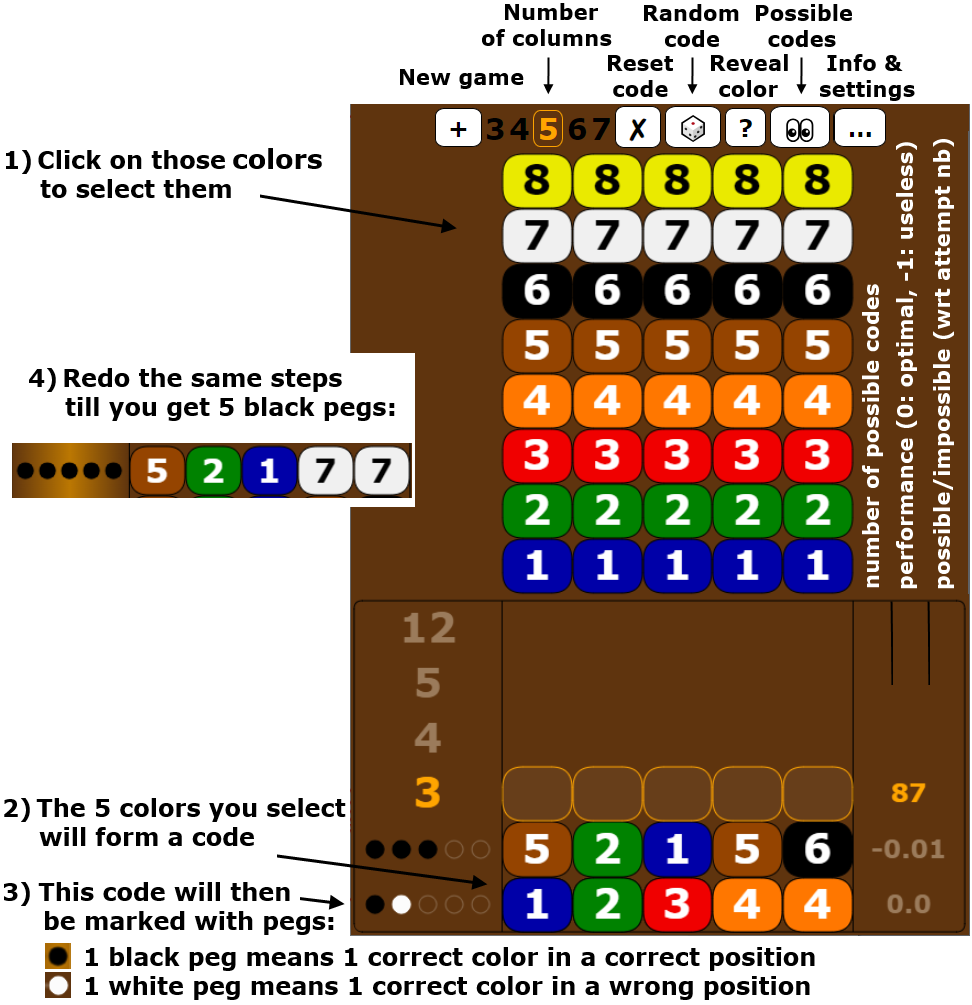 Number
of columns
Random
code
Possible
codes
New game
Reset
code
Reveal
color
Info &
settings
+ 3 4 5 6 7 X ? ...
1) Click on those colors
to select them
8 8 8 8 8
7 7 7 7 7
6 6 6 6 6
5 5 5 5 5
4 4 4 4 4
3 3 3 3 3
2 2 2 2 2
1 1 1 1 1
number of possible codes
performance (0: optimal, -1: useless)
possible/impossible (wrt attempt nb)
4) Redo the same steps
till you get 5 black pegs:
5 2 1 7 7
12
5
4
3 87
2) The 5 colors you select
will form a code
5 2 1 5 6 -0.01
3) This code will then
be marked with pegs:
1 2 3 4 4 0.0
1 black peg means 1 correct color in a correct position
1 white peg means 1 correct color in a wrong position